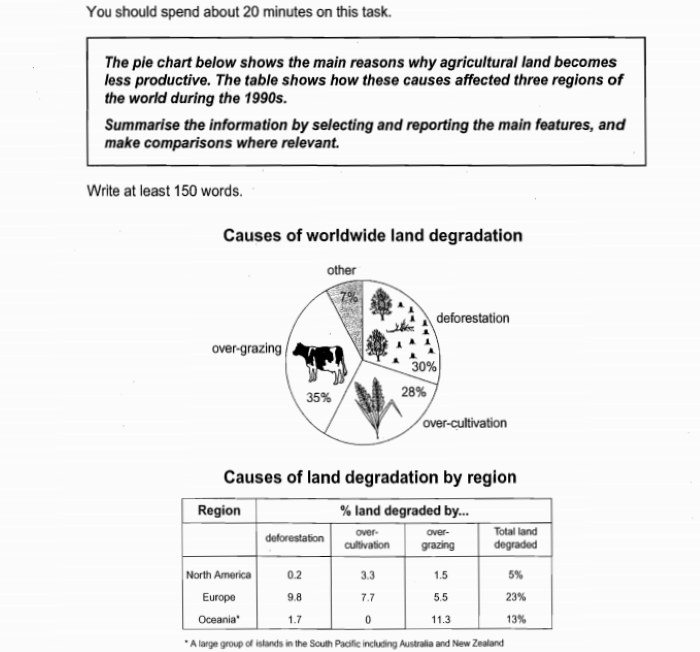 You should spend about 20 minutes on this task.
The pie chart below shows the main reasons why agricultural land becomes
less productive. The table shows how these causes affected three regions of
the world during the 1990s.
Summarise the information by selecting and reporting the main features, and
make comparisons where relevant.
Write at least 150 words.
Causes of worldwide land degradation
other
7%
deforestation
over-grazing
30%
35%
28%
over-cultivation
Causes of land degradation by region
Region % land degraded by...
deforestation over-cultivation over-grazing Total land degraded
North America 0.2 3.3 1.5 5%
Europe 9.8 7.7 5.5 23%
Oceania* 1.7 0 11.3 13%
* A large group of islands in the South Pacific including Australia and New Zealand